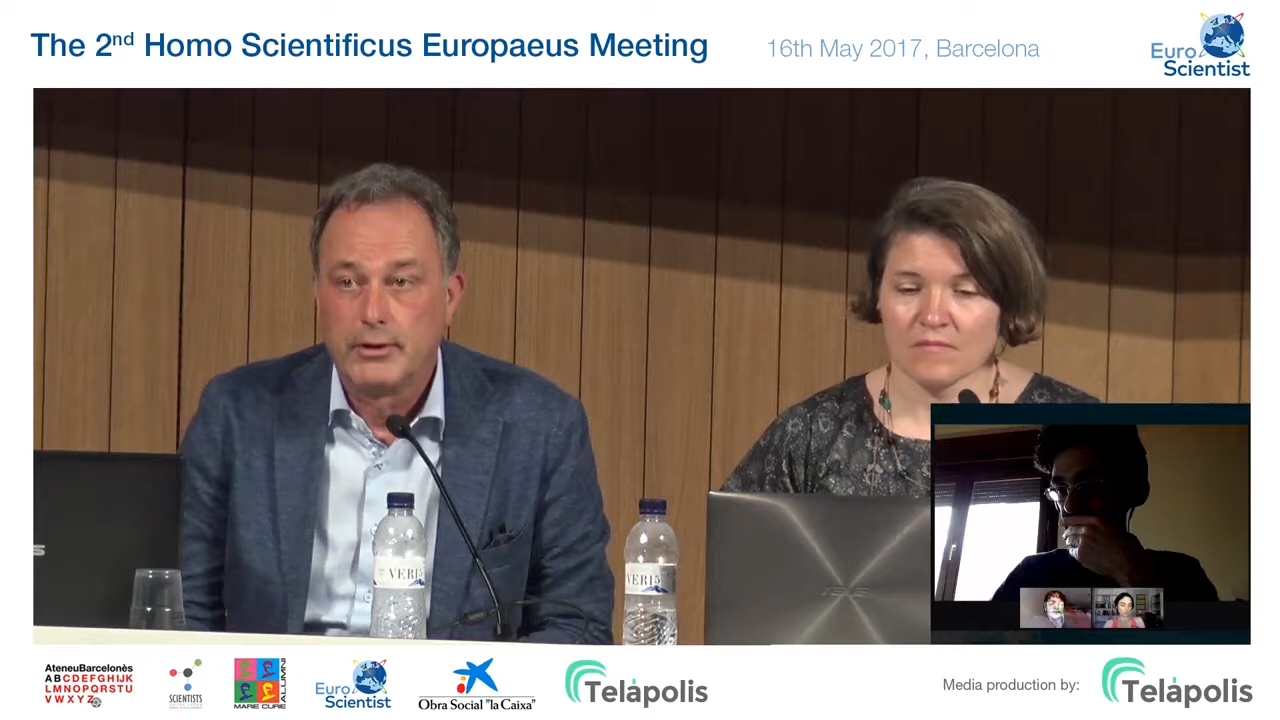 The 2nd Homo Scientificus Europaeus Meeting
16th May 2017, Barcelona
Euro
Scientist
VERI
VERI
AteneuBarcelonès
ABCDEFGHIJK
LMNOPQRSTU
VWXYZ
SCIENTISTS
MARIE CURIE ALUMNI
Euro
Scientist
Obra Social "la Caixa"
Telàpolis
Media production by:
Telàpolis